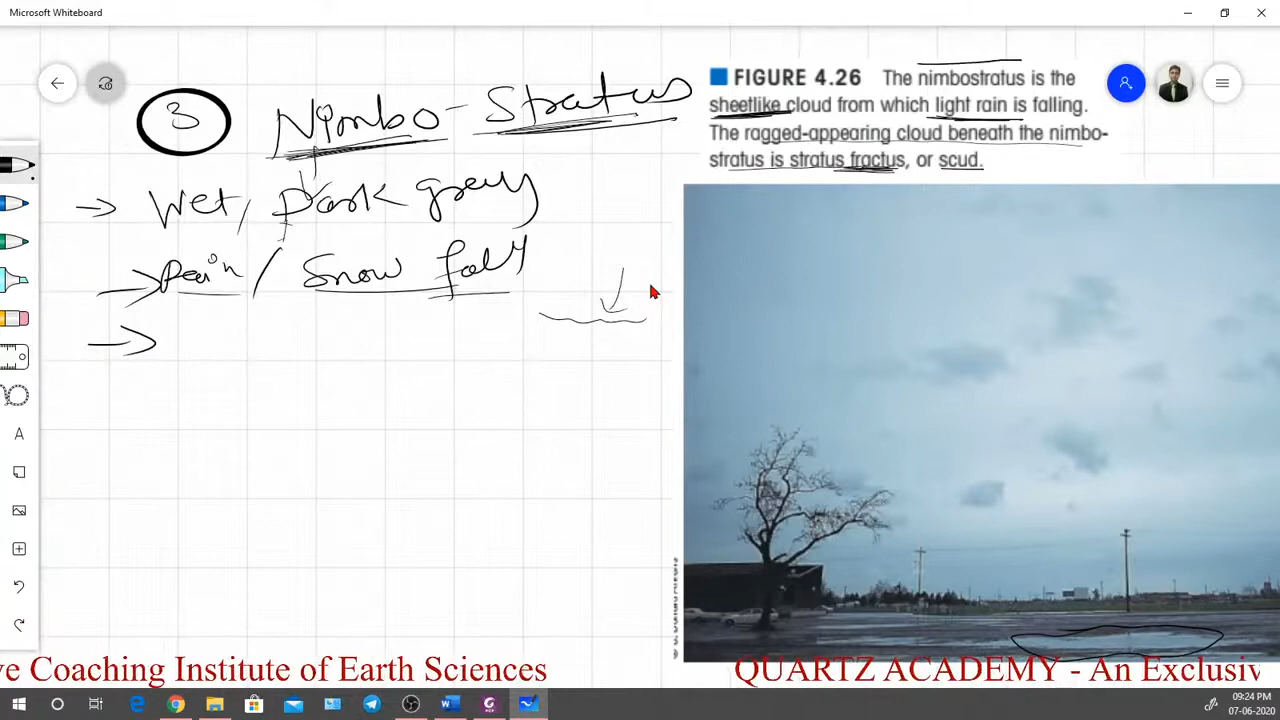 Microsoft Whiteboard
3 Nimbo-Stratus
→ Wet, Dark grey
→ Rain / Snow fall
→
FIGURE 4.26 The nimbostratus is the
sheetlike cloud from which light rain is falling.
The ragged-appearing cloud beneath the nimbo-
stratus is stratus fractus, or scud.
A
ve Coaching Institute of Earth Sciences
QUARTZ ACADEMY - An Exclusiv
09:24 PM
07-06-2020